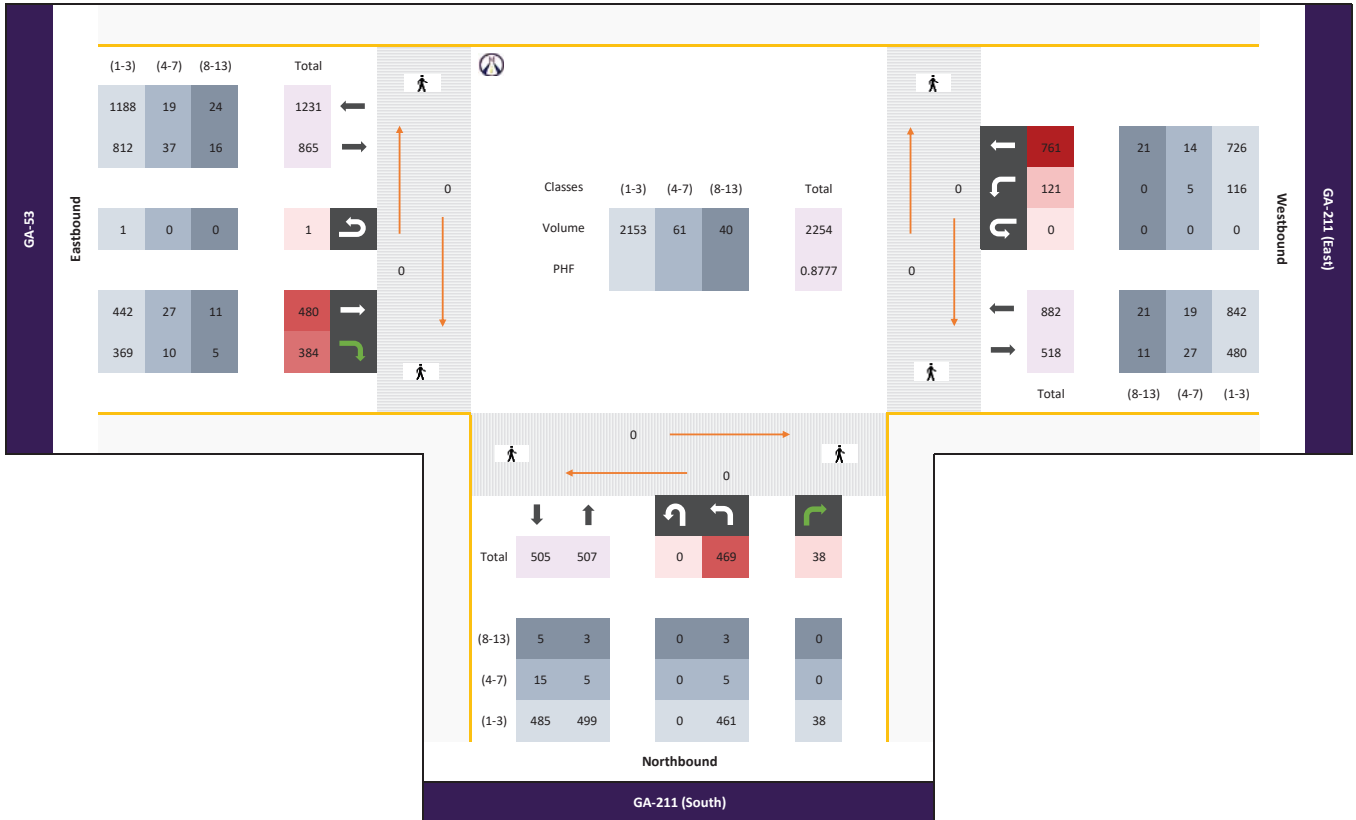 GA-53
Eastbound
(1-3) (4-7) (8-13) Total
1188 19 24 1231
812 37 16 865
1 0 0 1
442 27 11 480
369 10 5 384
0
0
Classes (1-3) (4-7) (8-13) Total
Volume 2153 61 40 2254
PHF 0.8777
0
0
761 21 14 726
121 0 5 116
0 0 0 0
882 21 19 842
518 11 27 480
Total (8-13) (4-7) (1-3)
Westbound
GA-211 (East)
0
0
Total 505 507 0 469 38
(8-13) 5 3 0 3 0
(4-7) 15 5 0 5 0
(1-3) 485 499 0 461 38
Northbound
GA-211 (South)